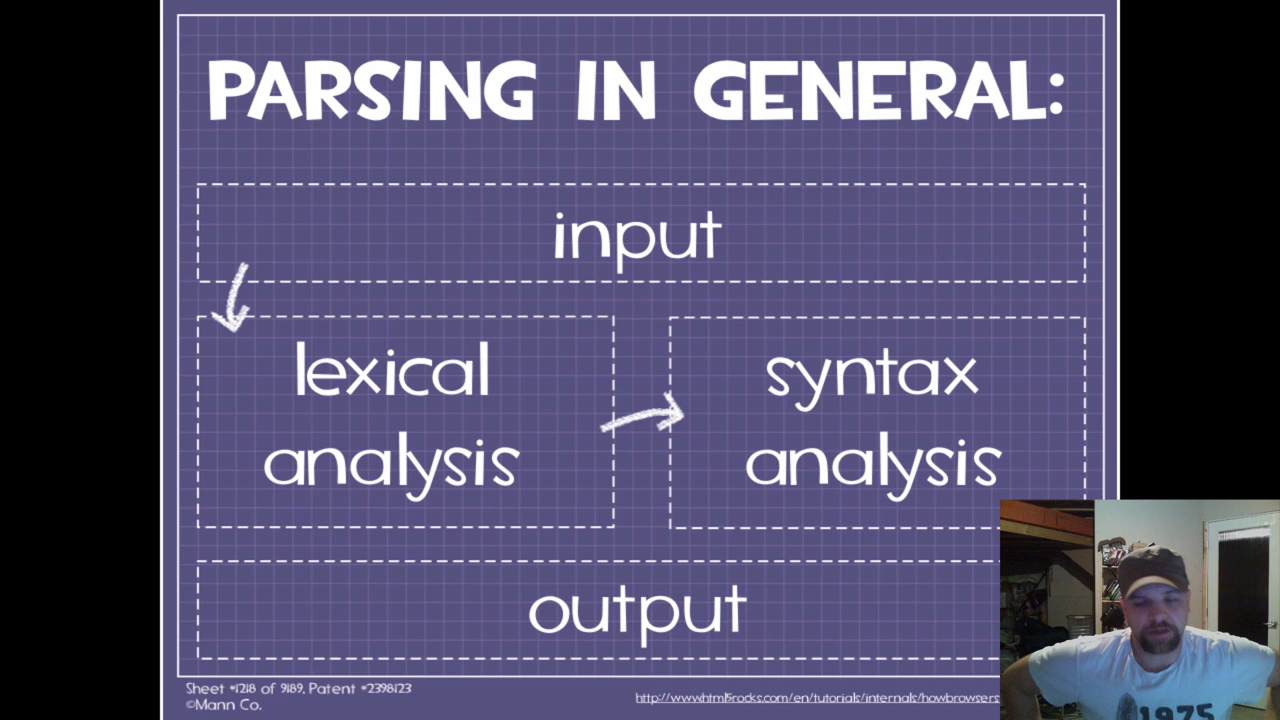 PARSING IN GENERAL:
input
lexical
analysis
syntax
analysis
output
Sheet #1218 of 9189, Patent #2398123
©Mann Co.
http://www.html5rocks.com/en/tutorials/internals/howbrowsers
1975